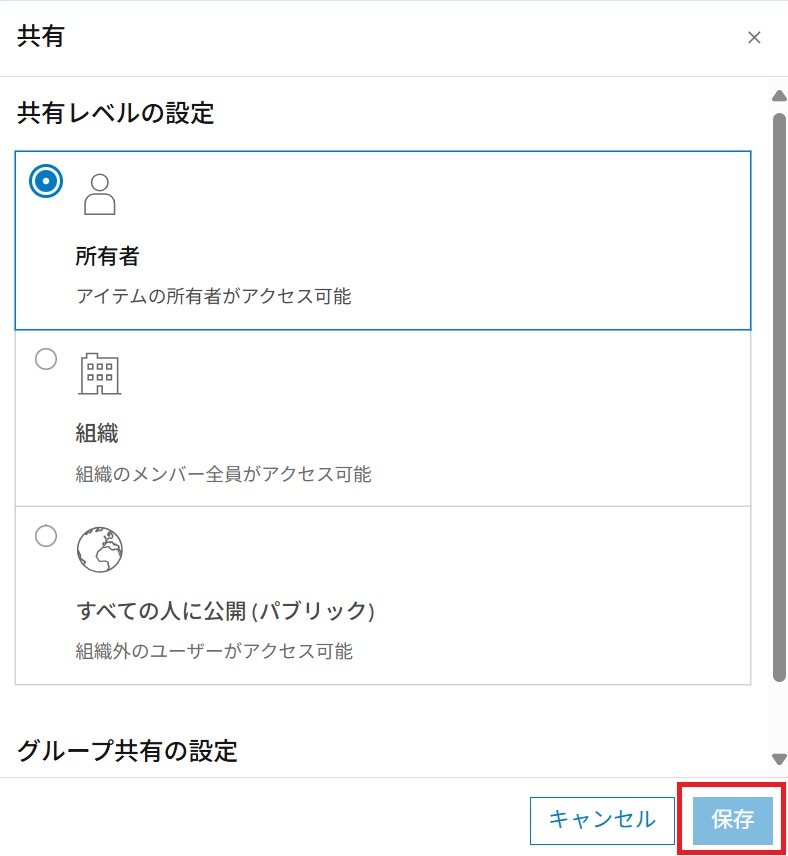 共有
共有レベルの設定
所有者
アイテムの所有者がアクセス可能
組織
組織のメンバー全員がアクセス可能
すべての人に公開 (パブリック)
組織外のユーザーがアクセス可能
グループ共有の設定
キャンセル
保存